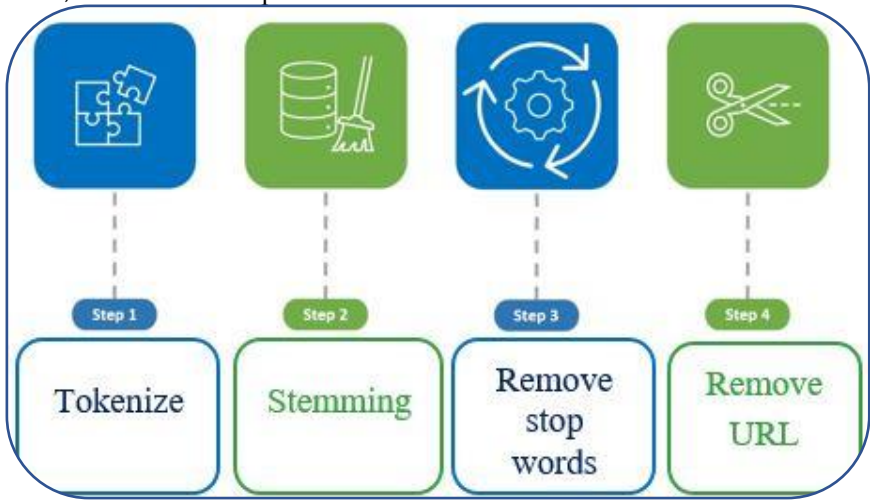 Step 1
Step 2
Step 3
Step 4
Tokenize
Stemming
Remove
stop
words
Remove
URL